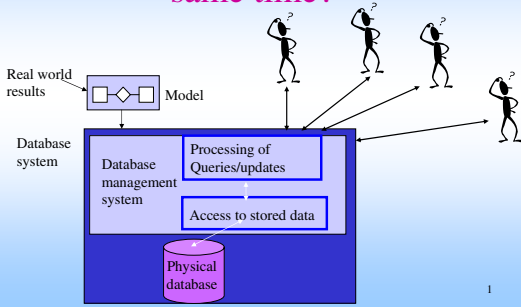 same time?
?
?
?
?
Real world
results
Model
Database
system
Database
management
system
Processing of
Queries/updates
Access to stored data
Physical
database
1